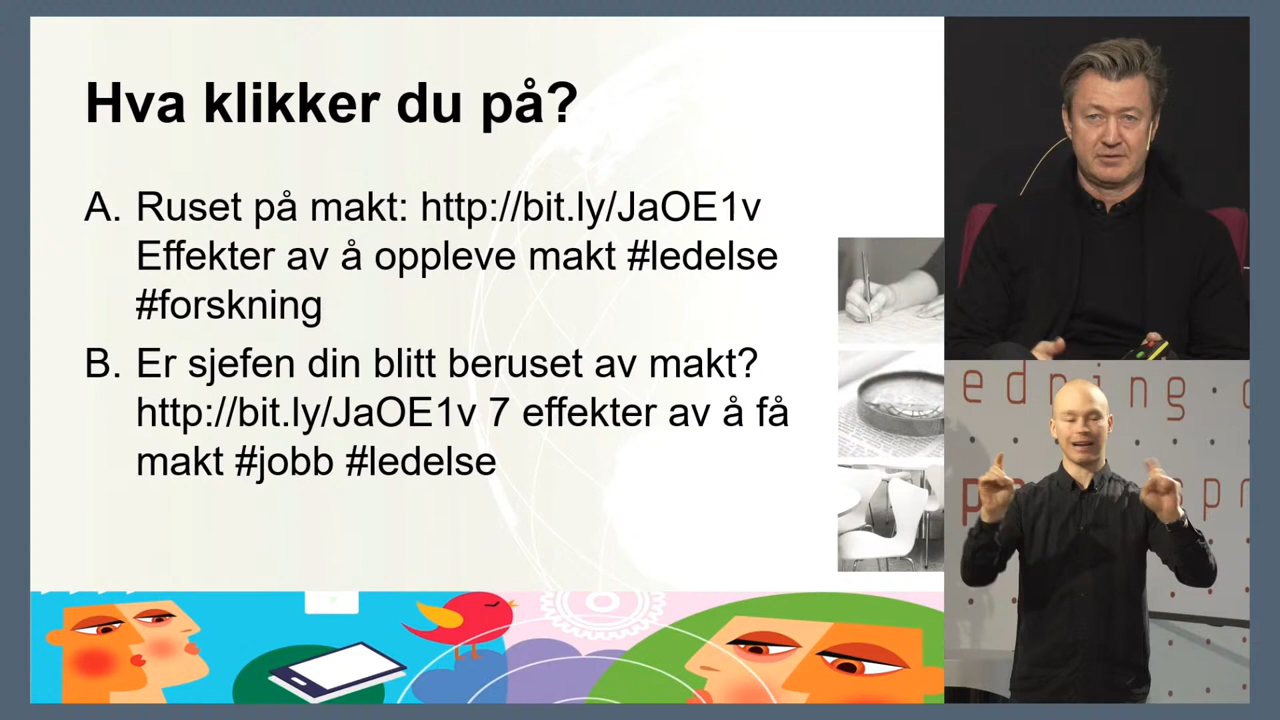 Hva klikker du på?
A. Ruset på makt: http://bit.ly/JaOE1v
Effekter av å oppleve makt #ledelse
#forskning
B. Er sjefen din blitt beruset av makt?
http://bit.ly/JaOE1v 7 effekter av å få
makt #jobb #ledelse